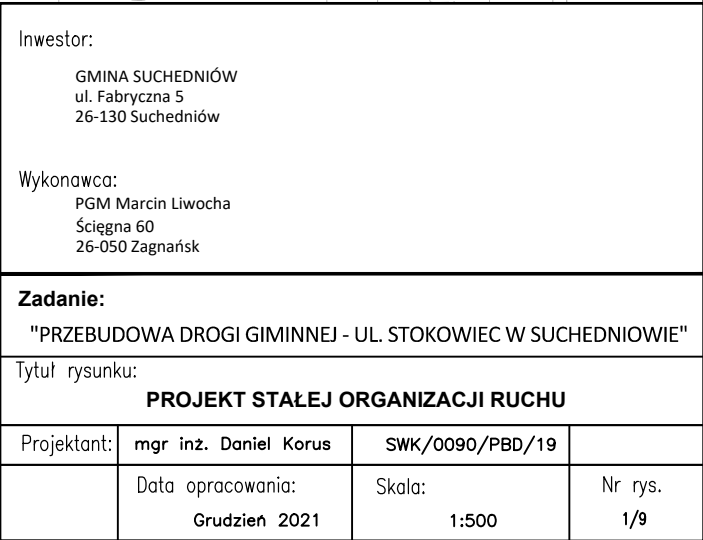 Inwestor:
GMINA SUCHEDNIÓW
ul. Fabryczna 5
26-130 Suchedniów
Wykonawca:
PGM Marcin Liwocha
Ścięgna 60
26-050 Zagnańsk
Zadanie:
"PRZEBUDOWA DROGI GIMINNEJ - UL. STOKOWIEC W SUCHEDNIOWIE"
Tytuł rysunku:
PROJEKT STAŁEJ ORGANIZACJI RUCHU
Projektant: mgr inż. Daniel Korus SWK/0090/PBD/19
Data opracowania: Skala: Nr rys.
Grudzień 2021 1:500 1/9